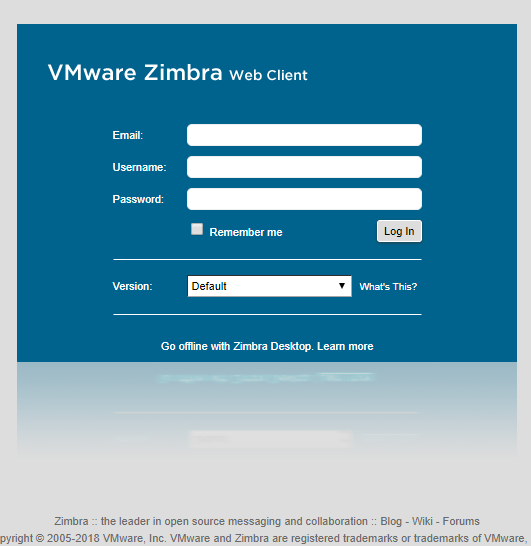 VMware Zimbra Web Client
Email:
Username:
Password:
Remember me Log In
Version: Default What's This?
Go offline with Zimbra Desktop. Learn more
Zimbra :: the leader in open source messaging and collaboration :: Blog - Wiki - Forums
pyright © 2005-2018 VMware, Inc. VMware and Zimbra are registered trademarks or trademarks of VMware,